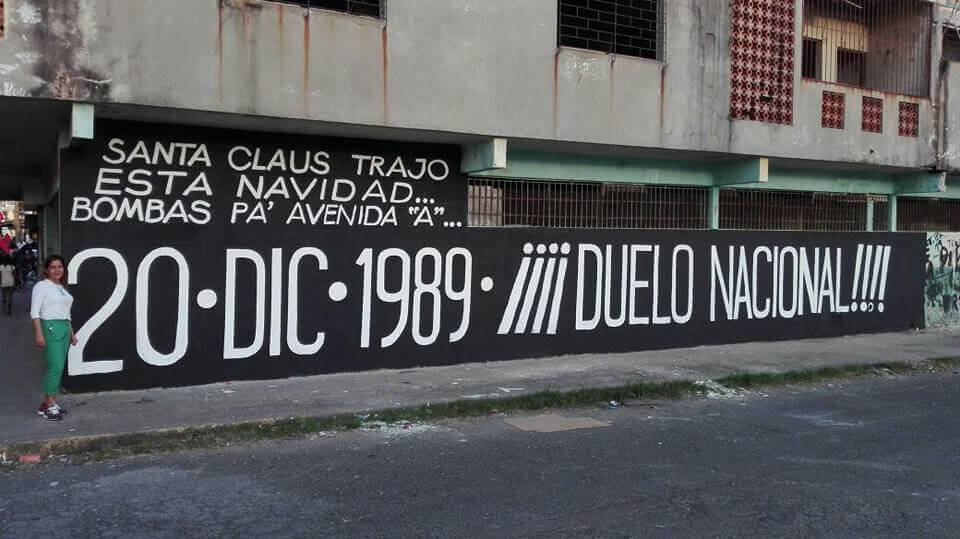 SANTA CLAUS TRAJO
ESTA NAVIDAD...
BOMBAS PA' AVENIDA "A"...
20•DIC•1989•¡¡¡¡DUELO NACIONAL!!!!